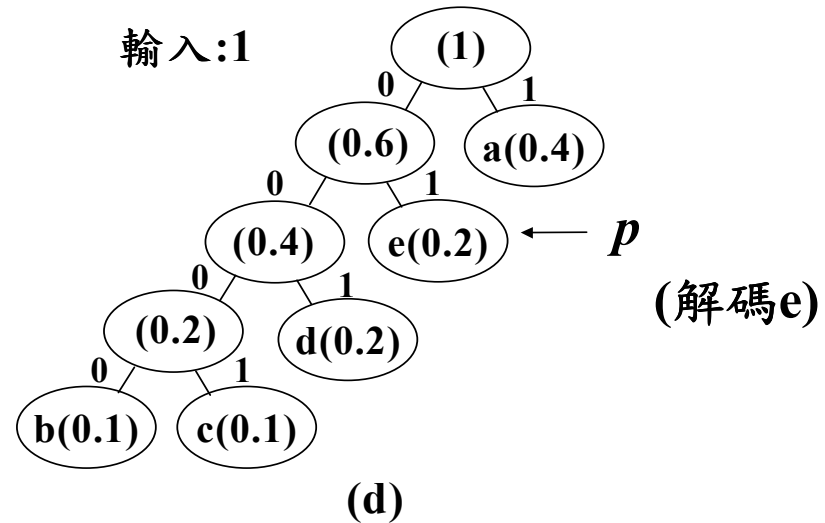 輸入:1
(1)
0 1
(0.6) a(0.4)
0 1
(0.4) e(0.2) p
0 1
(解碼e)
(0.2) d(0.2)
0 1
b(0.1) c(0.1)
(d)